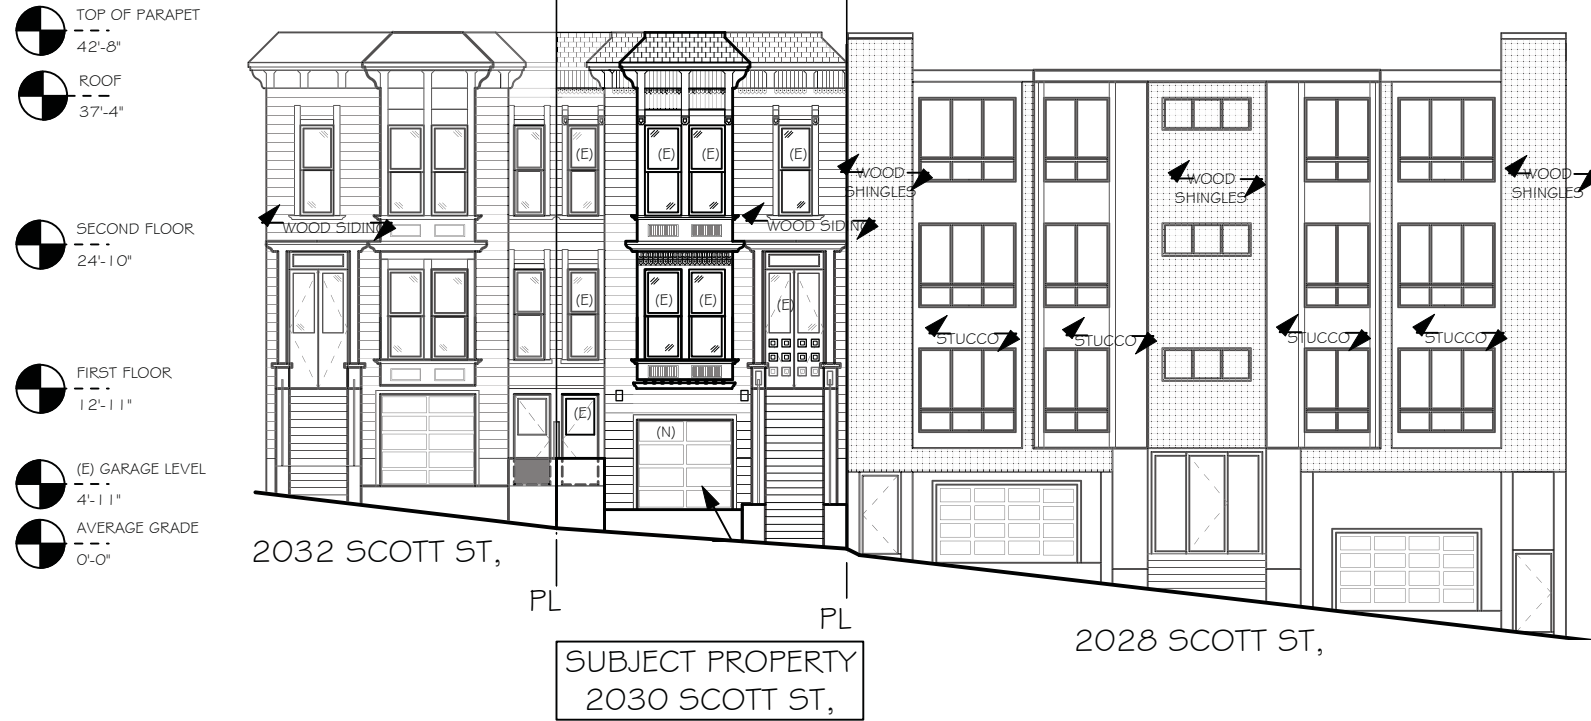 TOP OF PARAPET
42'-8"
ROOF
37'-4"
(E)
(E)
(E)
(E)
WOOD
SHINGLES
WOOD
SHINGLES
WOOD
SHINGLES
SECOND FLOOR
24'-10"
WOOD SIDING
WOOD SIDING
(E)
(E)
(E)
(E)
STUCCO
STUCCO
STUCCO
STUCCO
FIRST FLOOR
12'-11"
(E)
(N)
(E) GARAGE LEVEL
4'-11"
AVERAGE GRADE
0'-0"
2032 SCOTT ST,
PL
PL
2028 SCOTT ST,
SUBJECT PROPERTY
2030 SCOTT ST,